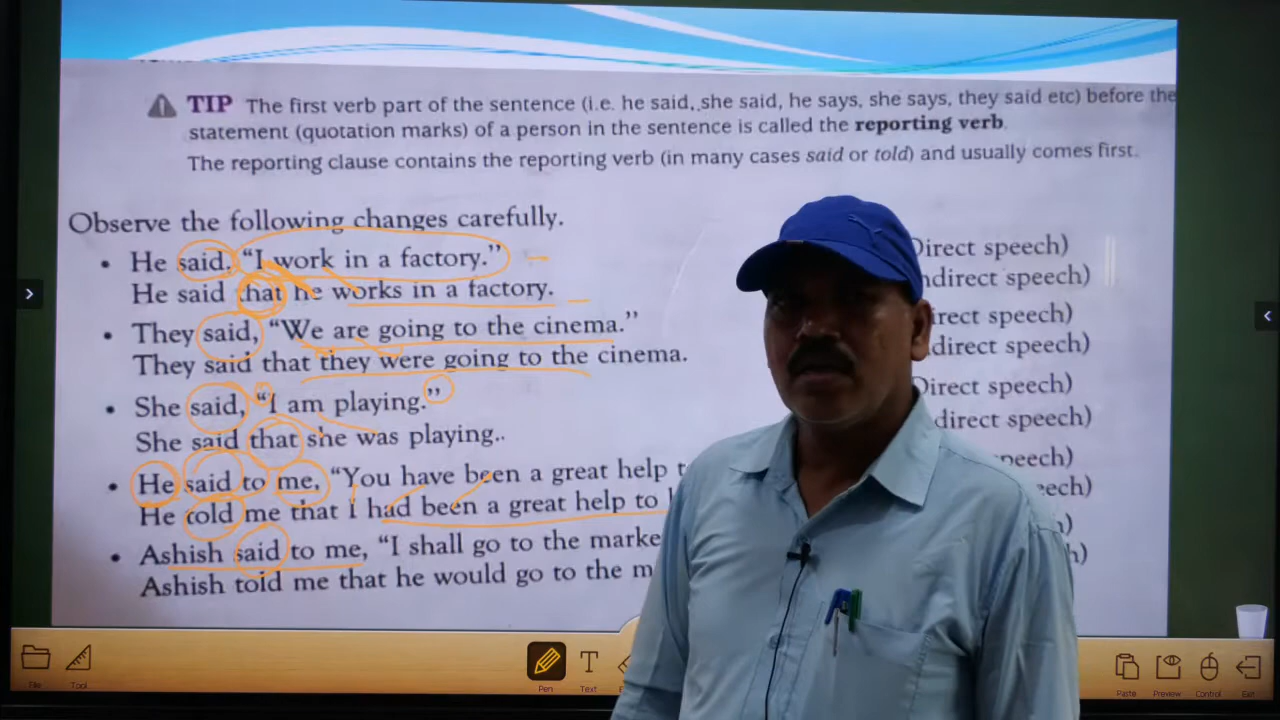 TIP The first verb part of the sentence (i.e. he said, she said, he says, she says, they said etc) before the
statement (quotation marks) of a person in the sentence is called the reporting verb.
The reporting clause contains the reporting verb (in many cases said or told) and usually comes first.
Observe the following changes carefully.
• He said, “I work in a factory.” Direct speech)
He said that he works in a factory. ndirect speech)
• They said, “We are going to the cinema.” irect speech)
They said that they were going to the cinema. direct speech)
• She said, “I am playing.” Direct speech)
She said that she was playing.. direct speech)
• He said to me, “You have been a great help t peech)
He told me that I had been a great help to eech)
• Ashish said to me, “I shall go to the marke )
Ashish told me that he would go to the m h)
File Tool Pen Text Paste Preview Control Exit